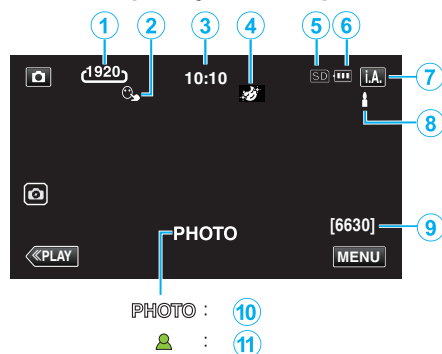 1 2 3 4 5 6
1920 10:10 SD i.A. 7
8
PHOTO [6630] 9
≪PLAY MENU
PHOTO : 10
: 11